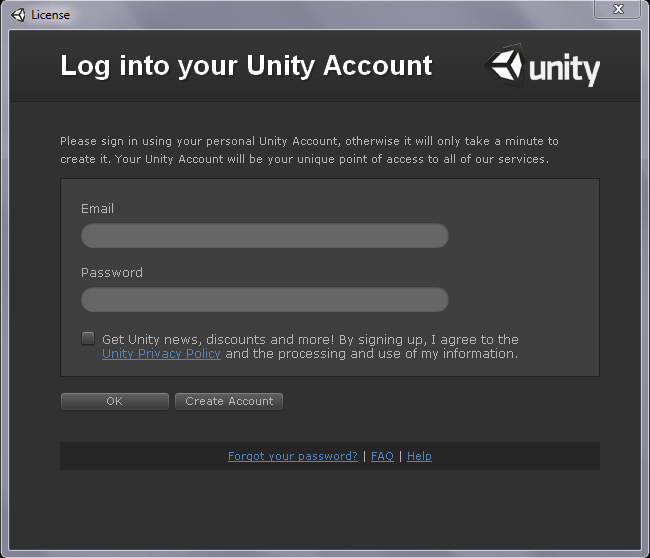 License
Log into your Unity Account
unity
Please sign in using your personal Unity Account, otherwise it will only take a minute to
create it. Your Unity Account will be your unique point of access to all of our services.
Email
Password
Get Unity news, discounts and more! By signing up, I agree to the
Unity Privacy Policy and the processing and use of my information.
OK Create Account
Forgot your password? | FAQ | Help